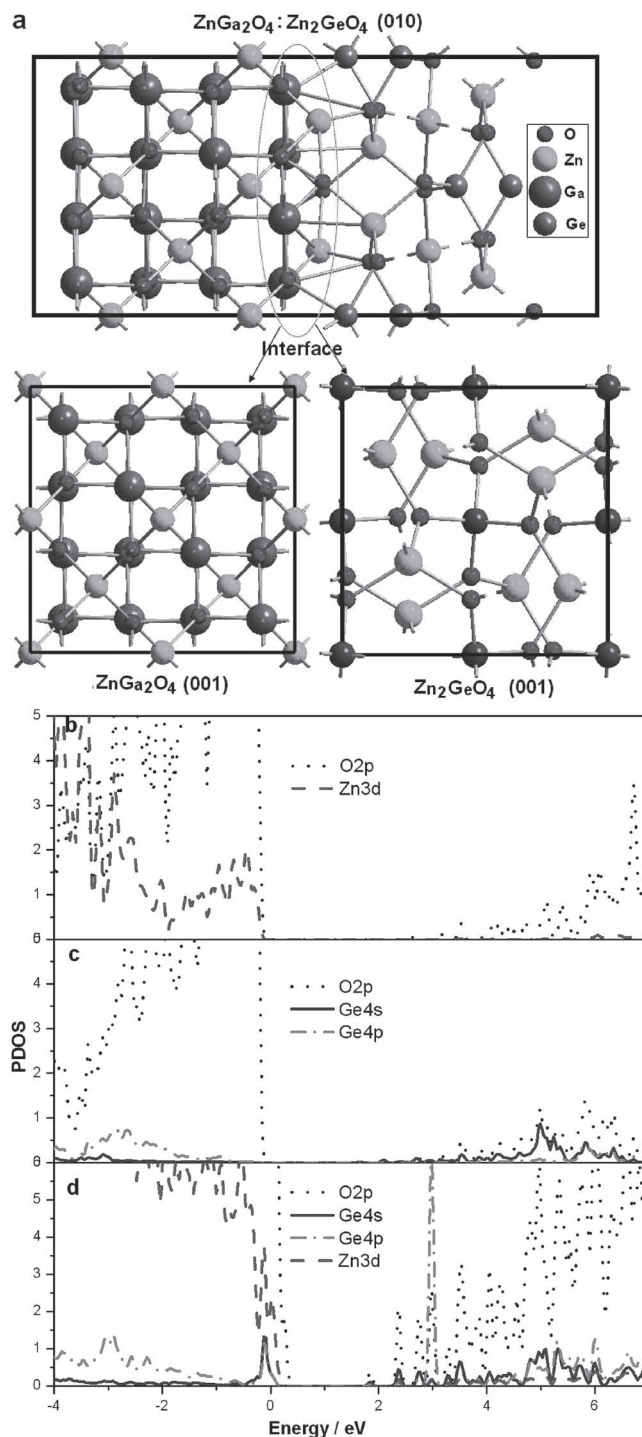 a
ZnGa2O4:Zn2GeO4 (010)
O
Zn
Ga
Ge
Interface
ZnGa2O4 (001)
Zn2GeO4 (001)
b
5
4
3
2
1
0
O2p
Zn3d
c
4
3
2
1
0
O2p
Ge4s
Ge4p
PDOS
d
5
4
3
2
1
0
O2p
Ge4s
Ge4p
Zn3d
-4
-2
0
2
4
6
Energy / eV